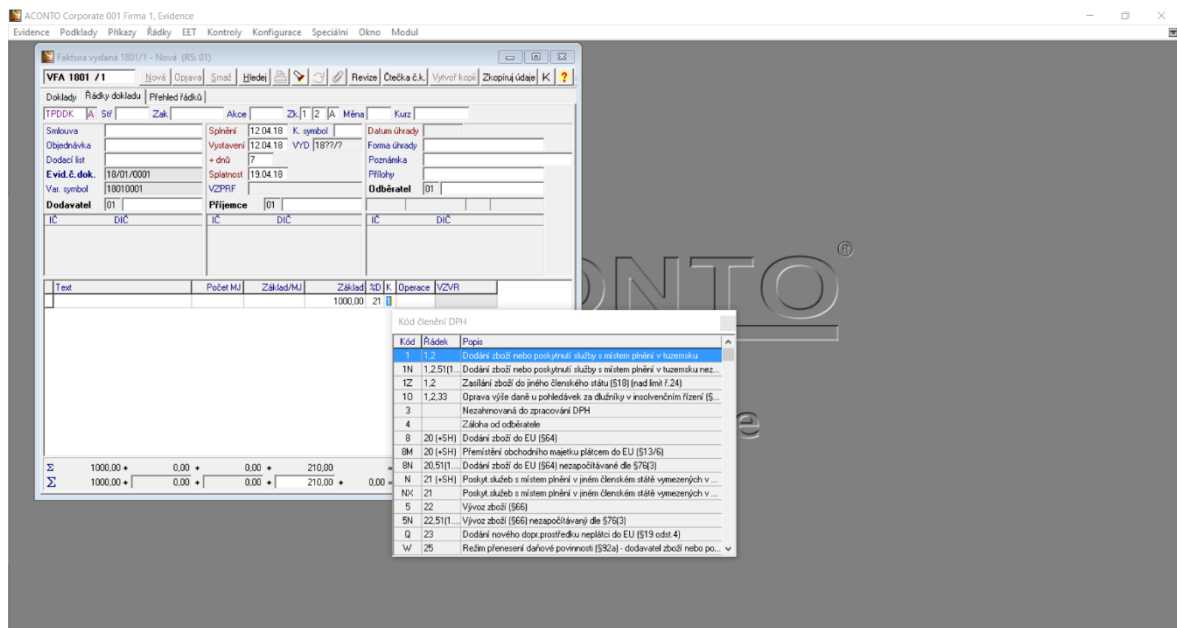 ACONTO Corporate 001 Firma 1, Evidence
Evidence Podklady Příkazy Řádky EET Kontroly Konfigurace Speciální Okno Modul
Faktura vydaná 1801/1 - Nová (RS: 01)
VFA 1801 /1 Nová Oprava Smaž Hledej Revize Čtečka č.k. Vytvoř kopii Zkopíruj údaje K ?
Doklady Řádky dokladu Přehled řádků
TPDDK A Stř Zak Akce Zk. 1 2 A Měna Kurz
Smlouva Splnění 12.04.18 K. symbol Datum úhrady
Objednávka Vystavení 12.04.18 VYD 18??/? Forma úhrady
Dodací list + dnů 7 Poznámka
Evid.č.dok. 18/01/0001 Splatnost 19.04.18 Přílohy
Var. symbol 18010001 VZPRF Odběratel 01
Dodavatel 01 Příjemce 01
IČ DIČ IČ DIČ IČ DIČ
Text Počet MJ Základ/MJ Základ %D K Operace VZVR
1000,00 21 1
Σ 1000,00 + 0,00 + 0,00 + 210,00 =
Σ 1000,00 + 0,00 + 0,00 + 210,00 + 0,00 =
ONTO ®
e
Kód členění DPH
Kód Řádek Popis
1 1,2 Dodání zboží nebo poskytnutí služby s místem plnění v tuzemsku
1N 1,2,51(1... Dodání zboží nebo poskytnutí služby s místem plnění v tuzemsku nez...
1Z 1,2 Zasílání zboží do jiného členského státu (§18) (nad limit ř.24)
10 1,2,33 Oprava výše daně u pohledávek za dlužníky v insolvenčním řízení (§...
3 Nezahrnovaná do zpracování DPH
4 Záloha od odběratele
8 20 (+SH) Dodání zboží do EU (§64)
8M 20 (+SH) Přemístění obchodního majetku plátcem do EU (§13/6)
8N 20,51(1... Dodání zboží do EU (§64) nezapočítávané dle §76(3)
N 21 (+SH) Poskyt.služeb s místem plnění v jiném členském státě vymezených v ...
NX 21 Poskyt.služeb s místem plnění v jiném členském státě vymezených v ...
5 22 Vývoz zboží (§66)
5N 22,51(1... Vývoz zboží (§66) nezapočítávaný dle §76(3)
Q 23 Dodání nového dopr.prostředku neplátci do EU (§19 odst.4)
W 25 Režim přenesení daňové povinnosti (§92a) - dodavatel zboží nebo po...